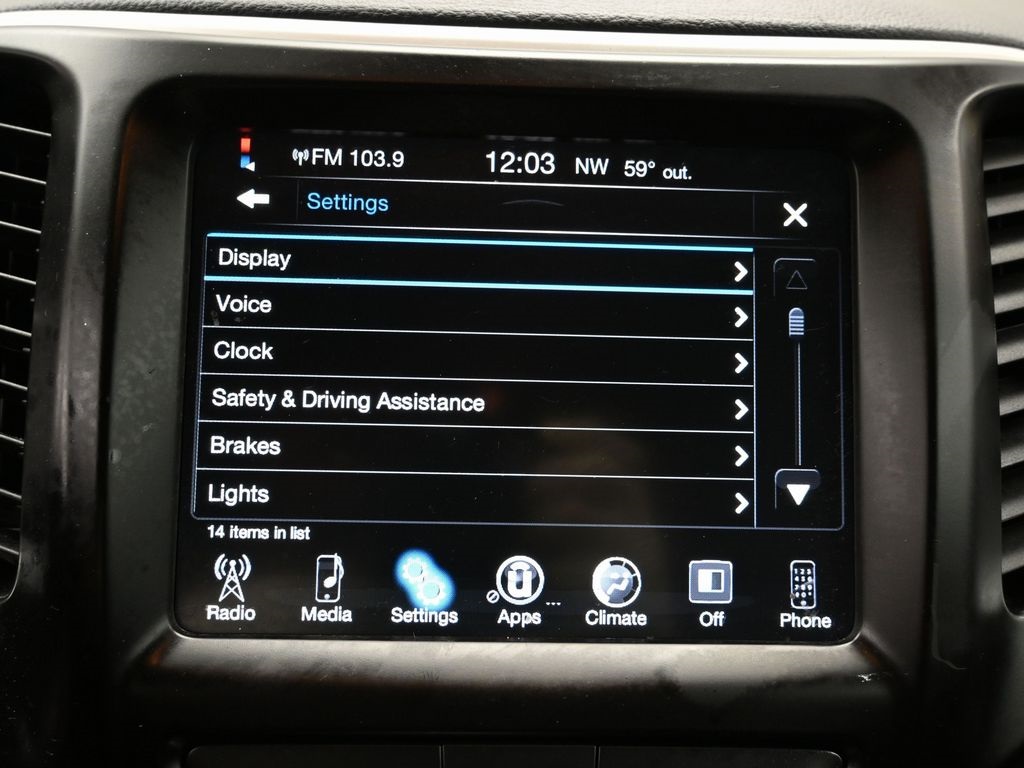 FM 103.9 12:03 NW 59° out.
Settings
Display
Voice
Clock
Safety & Driving Assistance
Brakes
Lights
14 items in list
Radio Media Settings Apps Climate Off Phone